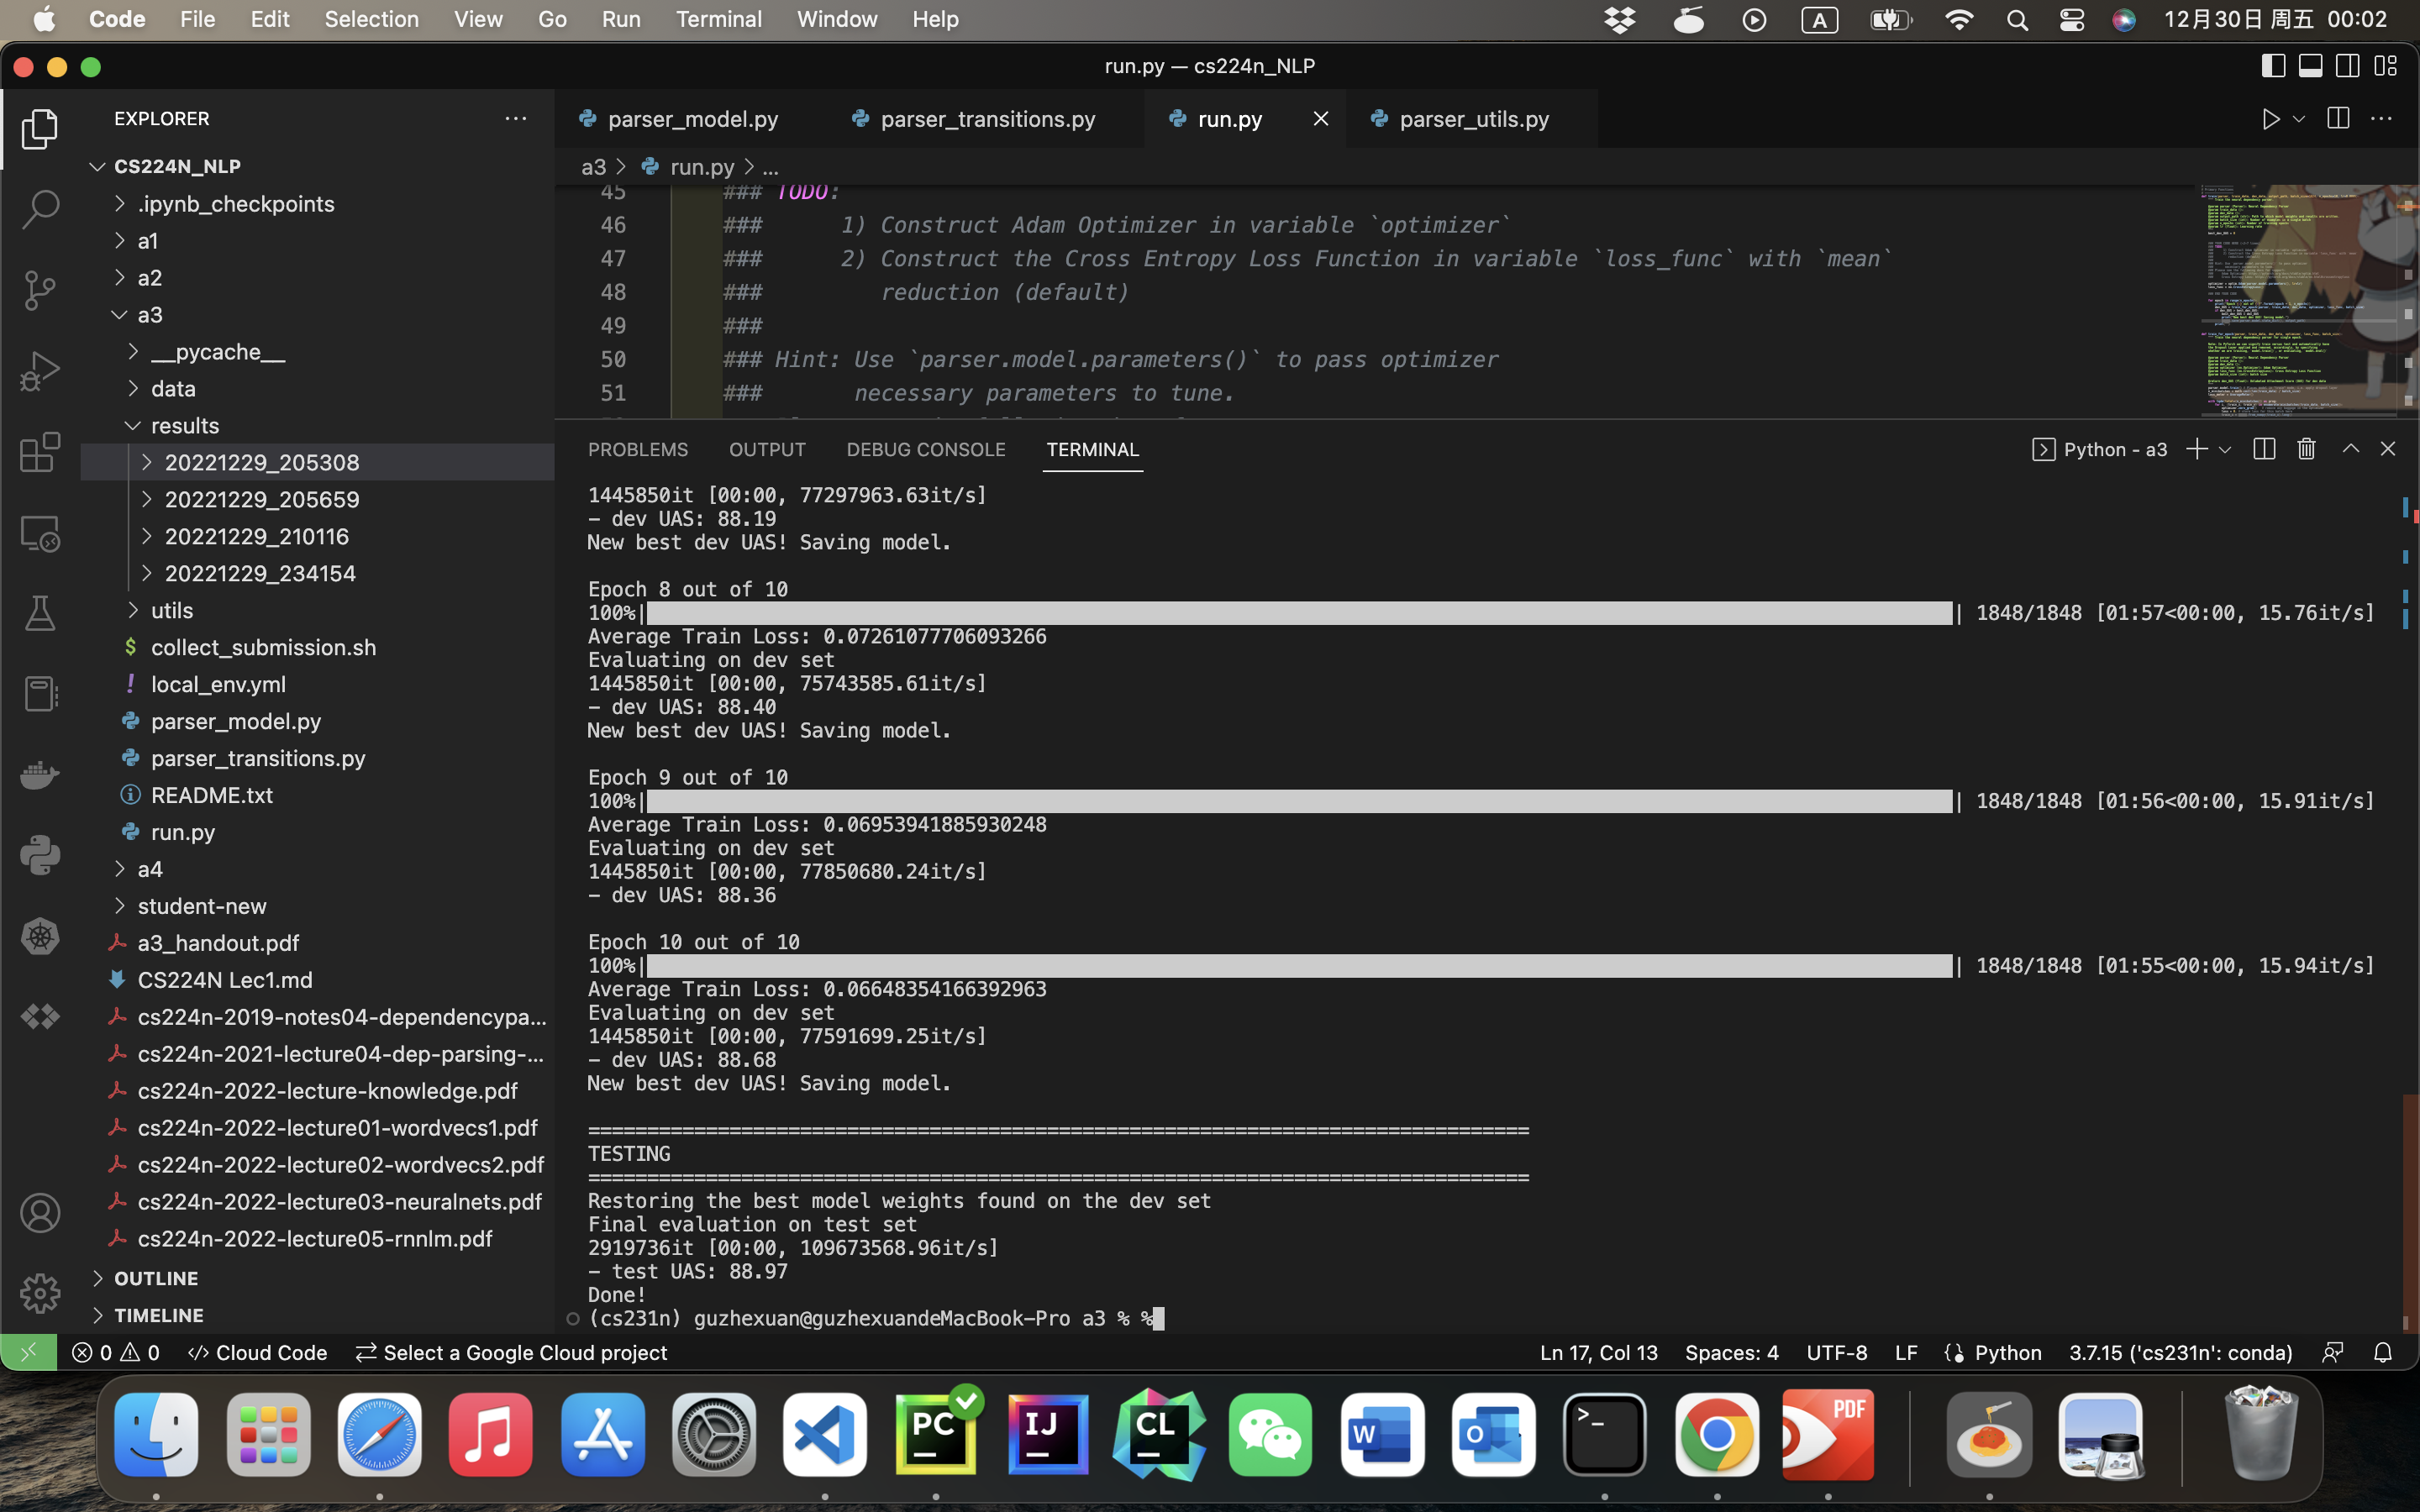 Code File Edit Selection View Go Run Terminal Window Help A 12月30日 周五 00:02
run.py — cs224n_NLP
EXPLORER
CS224N_NLP
.ipynb_checkpoints
a1
a2
a3
__pycache__
data
results
20221229_205308
20221229_205659
20221229_210116
20221229_234154
utils
$ collect_submission.sh
! local_env.yml
parser_model.py
parser_transitions.py
README.txt
run.py
a4
student-new
a3_handout.pdf
CS224N Lec1.md
cs224n-2019-notes04-dependencypa...
cs224n-2021-lecture04-dep-parsing-...
cs224n-2022-lecture-knowledge.pdf
cs224n-2022-lecture01-wordvecs1.pdf
cs224n-2022-lecture02-wordvecs2.pdf
cs224n-2022-lecture03-neuralnets.pdf
cs224n-2022-lecture05-rnnlm.pdf
OUTLINE
TIMELINE
parser_model.py parser_transitions.py run.py parser_utils.py
a3 > run.py > ...
45 ### TODO:
46 ### 1) Construct Adam Optimizer in variable `optimizer`
47 ### 2) Construct the Cross Entropy Loss Function in variable `loss_func` with `mean`
48 ### reduction (default)
49 ###
50 ### Hint: Use `parser.model.parameters()` to pass optimizer
51 ### necessary parameters to tune.
PROBLEMS OUTPUT DEBUG CONSOLE TERMINAL Python - a3
1445850it [00:00, 77297963.63it/s]
- dev UAS: 88.19
New best dev UAS! Saving model.
Epoch 8 out of 10
100%| | 1848/1848 [01:57<00:00, 15.76it/s]
Average Train Loss: 0.07261077706093266
Evaluating on dev set
1445850it [00:00, 75743585.61it/s]
- dev UAS: 88.40
New best dev UAS! Saving model.
Epoch 9 out of 10
100%| | 1848/1848 [01:56<00:00, 15.91it/s]
Average Train Loss: 0.06953941885930248
Evaluating on dev set
1445850it [00:00, 77850680.24it/s]
- dev UAS: 88.36
Epoch 10 out of 10
100%| | 1848/1848 [01:55<00:00, 15.94it/s]
Average Train Loss: 0.06648354166392963
Evaluating on dev set
1445850it [00:00, 77591699.25it/s]
- dev UAS: 88.68
New best dev UAS! Saving model.
================================================================================
TESTING
================================================================================
Restoring the best model weights found on the dev set
Final evaluation on test set
2919736it [00:00, 109673568.96it/s]
- test UAS: 88.97
Done!
(cs231n) guzhexuan@guzhexuandeMacBook-Pro a3 % %
0 0 Cloud Code Select a Google Cloud project Ln 17, Col 13 Spaces: 4 UTF-8 LF Python 3.7.15 ('cs231n': conda)
PC IJ CL W O >_ PDF